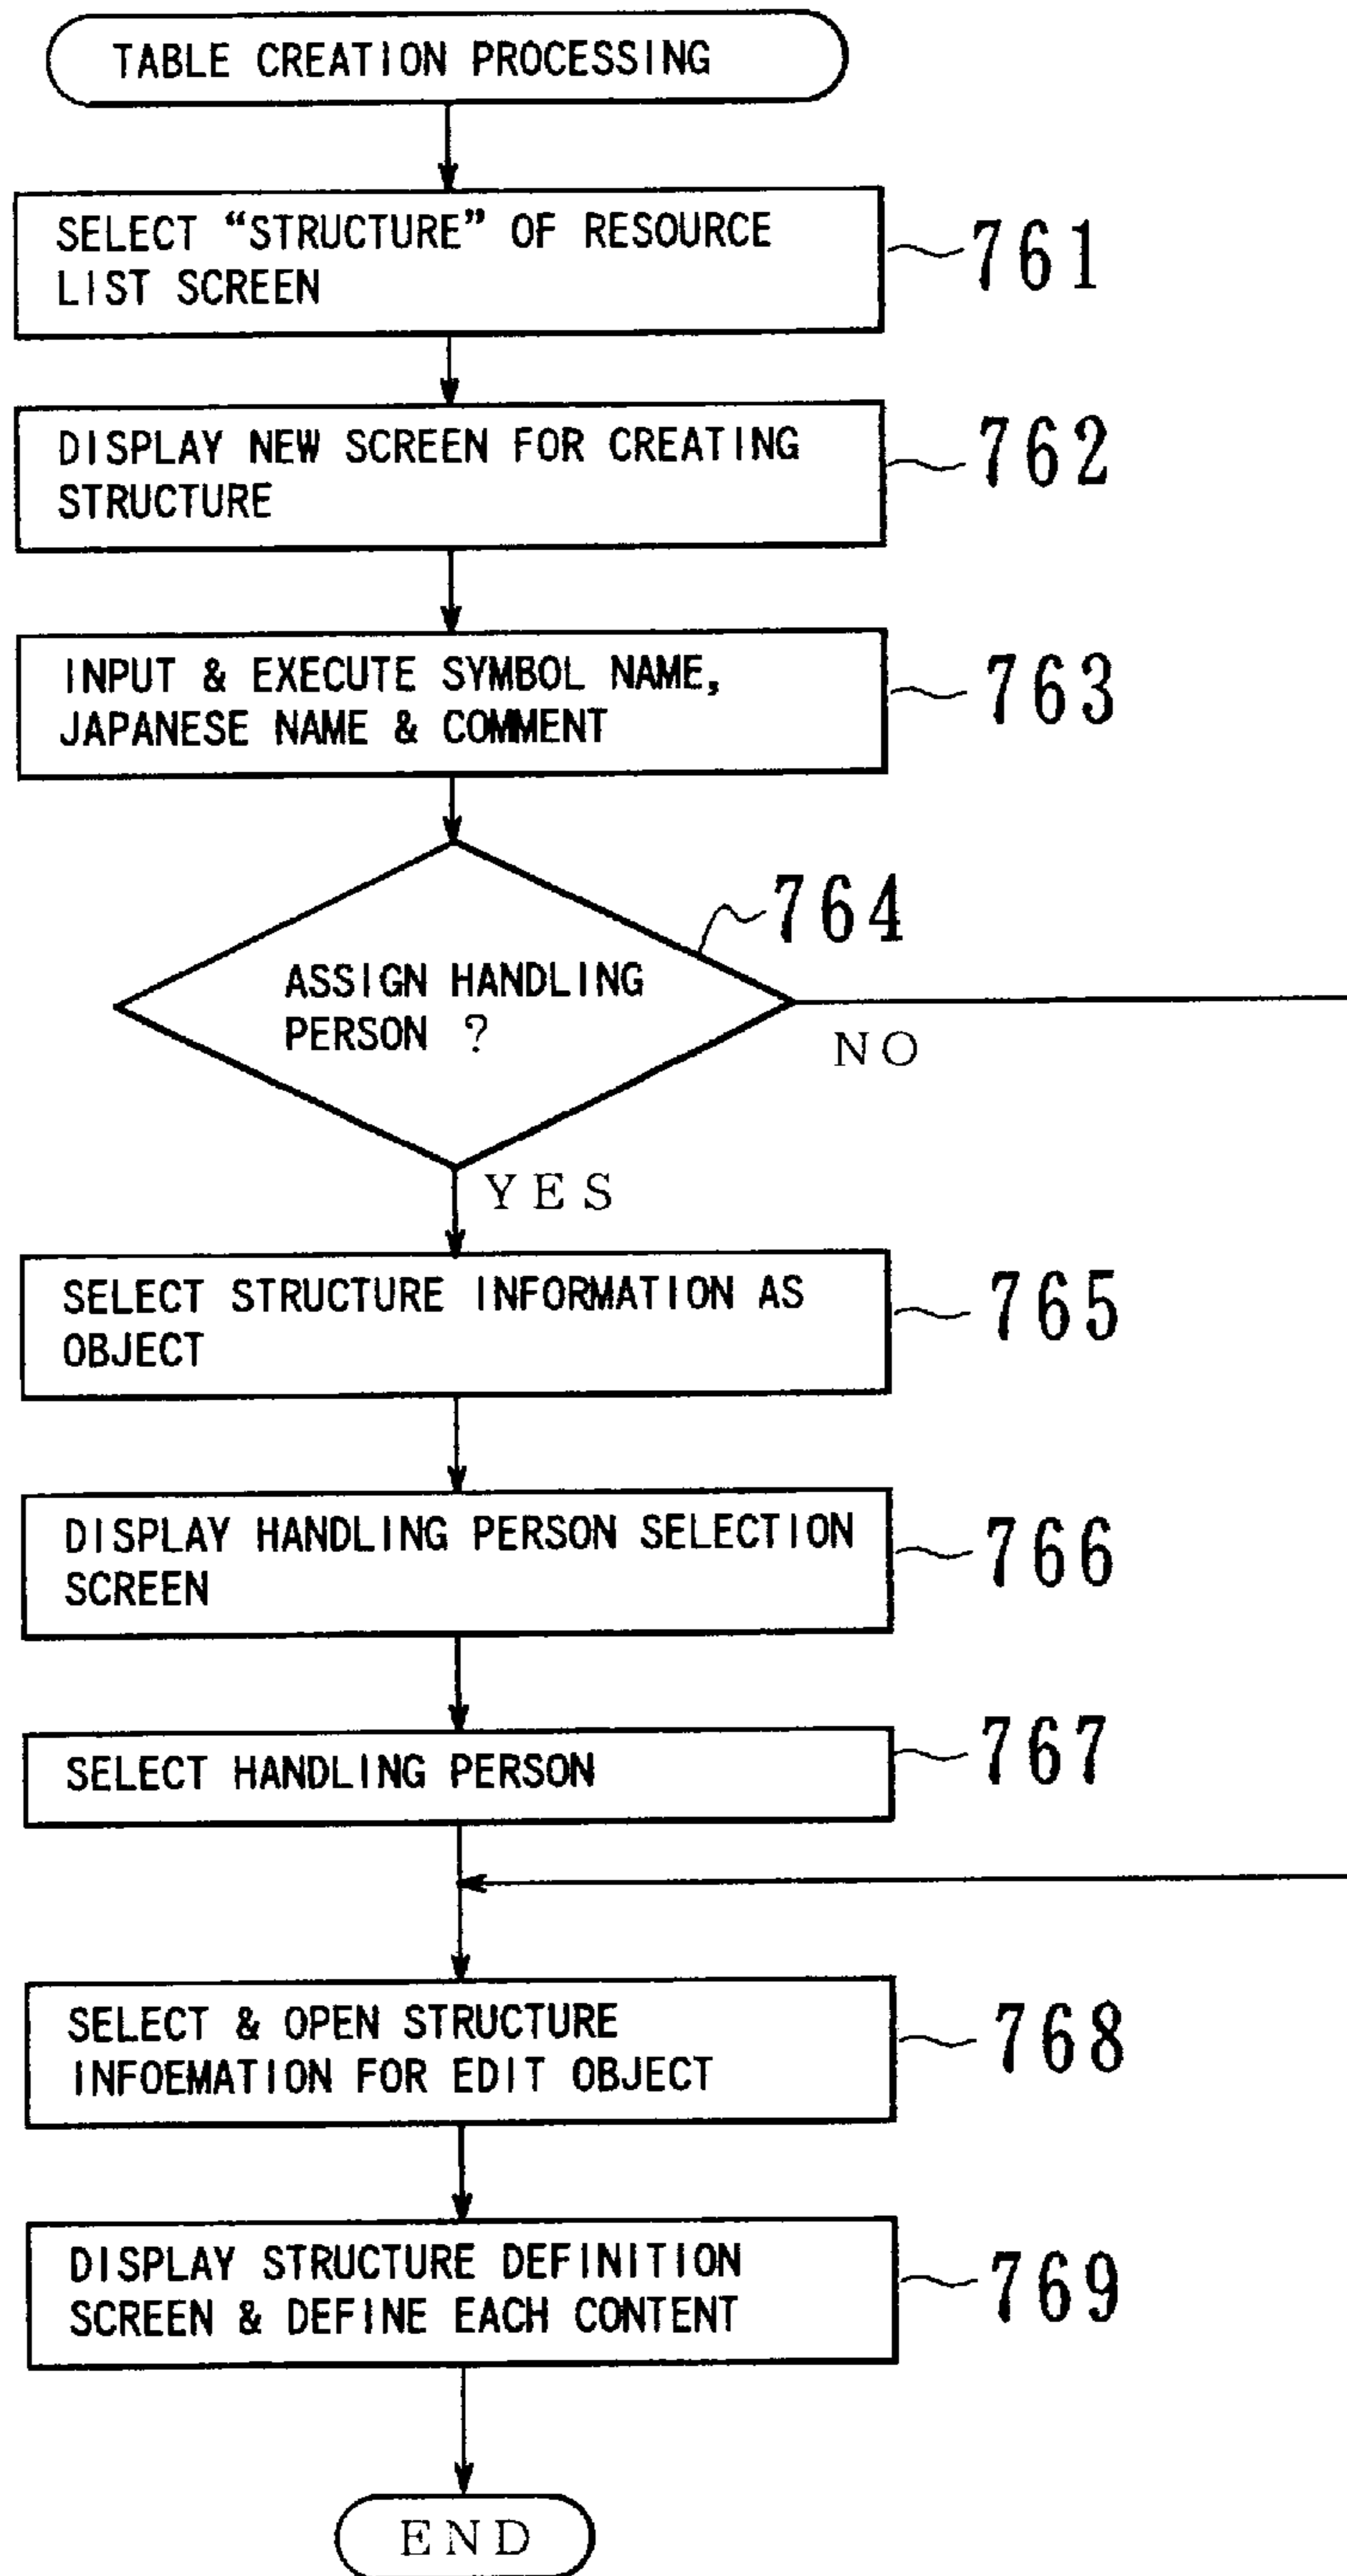 TABLE CREATION PROCESSING
SELECT “STRUCTURE” OF RESOURCE
LIST SCREEN
761
DISPLAY NEW SCREEN FOR CREATING
STRUCTURE
762
INPUT & EXECUTE SYMBOL NAME,
JAPANESE NAME & COMMENT
763
764
ASSIGN HANDLING
PERSON ?
NO
YES
SELECT STRUCTURE INFORMATION AS
OBJECT
765
DISPLAY HANDLING PERSON SELECTION
SCREEN
766
SELECT HANDLING PERSON
767
SELECT & OPEN STRUCTURE
INFOEMATION FOR EDIT OBJECT
768
DISPLAY STRUCTURE DEFINITION
SCREEN & DEFINE EACH CONTENT
769
END